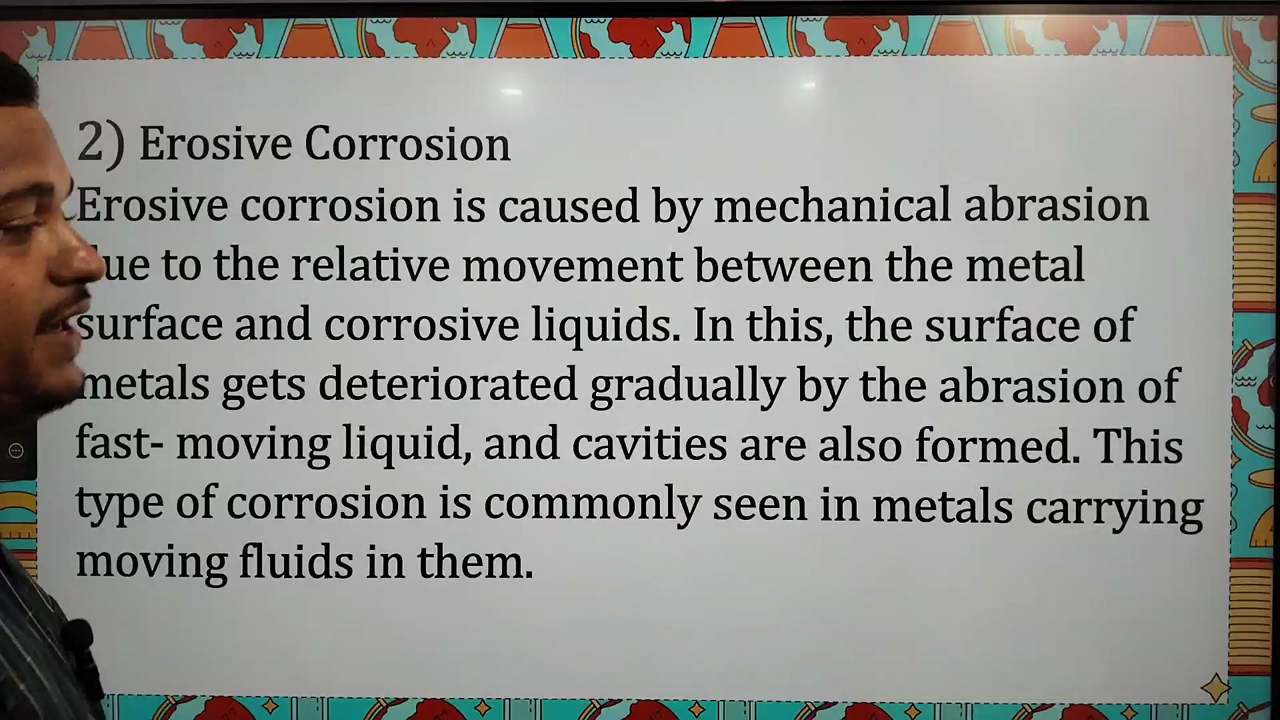 2) Erosive Corrosion
Erosive corrosion is caused by mechanical abrasion
due to the relative movement between the metal
surface and corrosive liquids. In this, the surface of
metals gets deteriorated gradually by the abrasion of
fast- moving liquid, and cavities are also formed. This
type of corrosion is commonly seen in metals carrying
moving fluids in them.